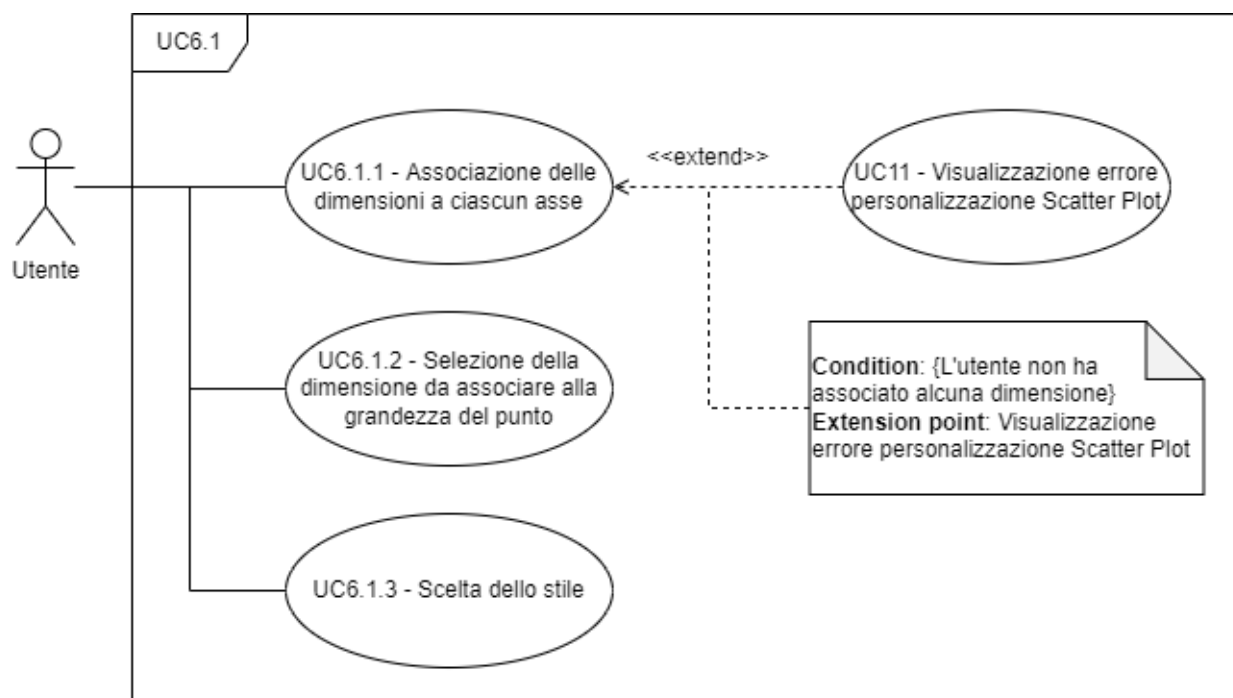 UC6.1
Utente
UC6.1.1 - Associazione delle
dimensioni a ciascun asse
<<extend>>
UC11 - Visualizzazione errore
personalizzazione Scatter Plot
UC6.1.2 - Selezione della
dimensione da associare alla
grandezza del punto
Condition: {L'utente non ha
associato alcuna dimensione}
Extension point: Visualizzazione
errore personalizzazione Scatter Plot
UC6.1.3 - Scelta dello stile